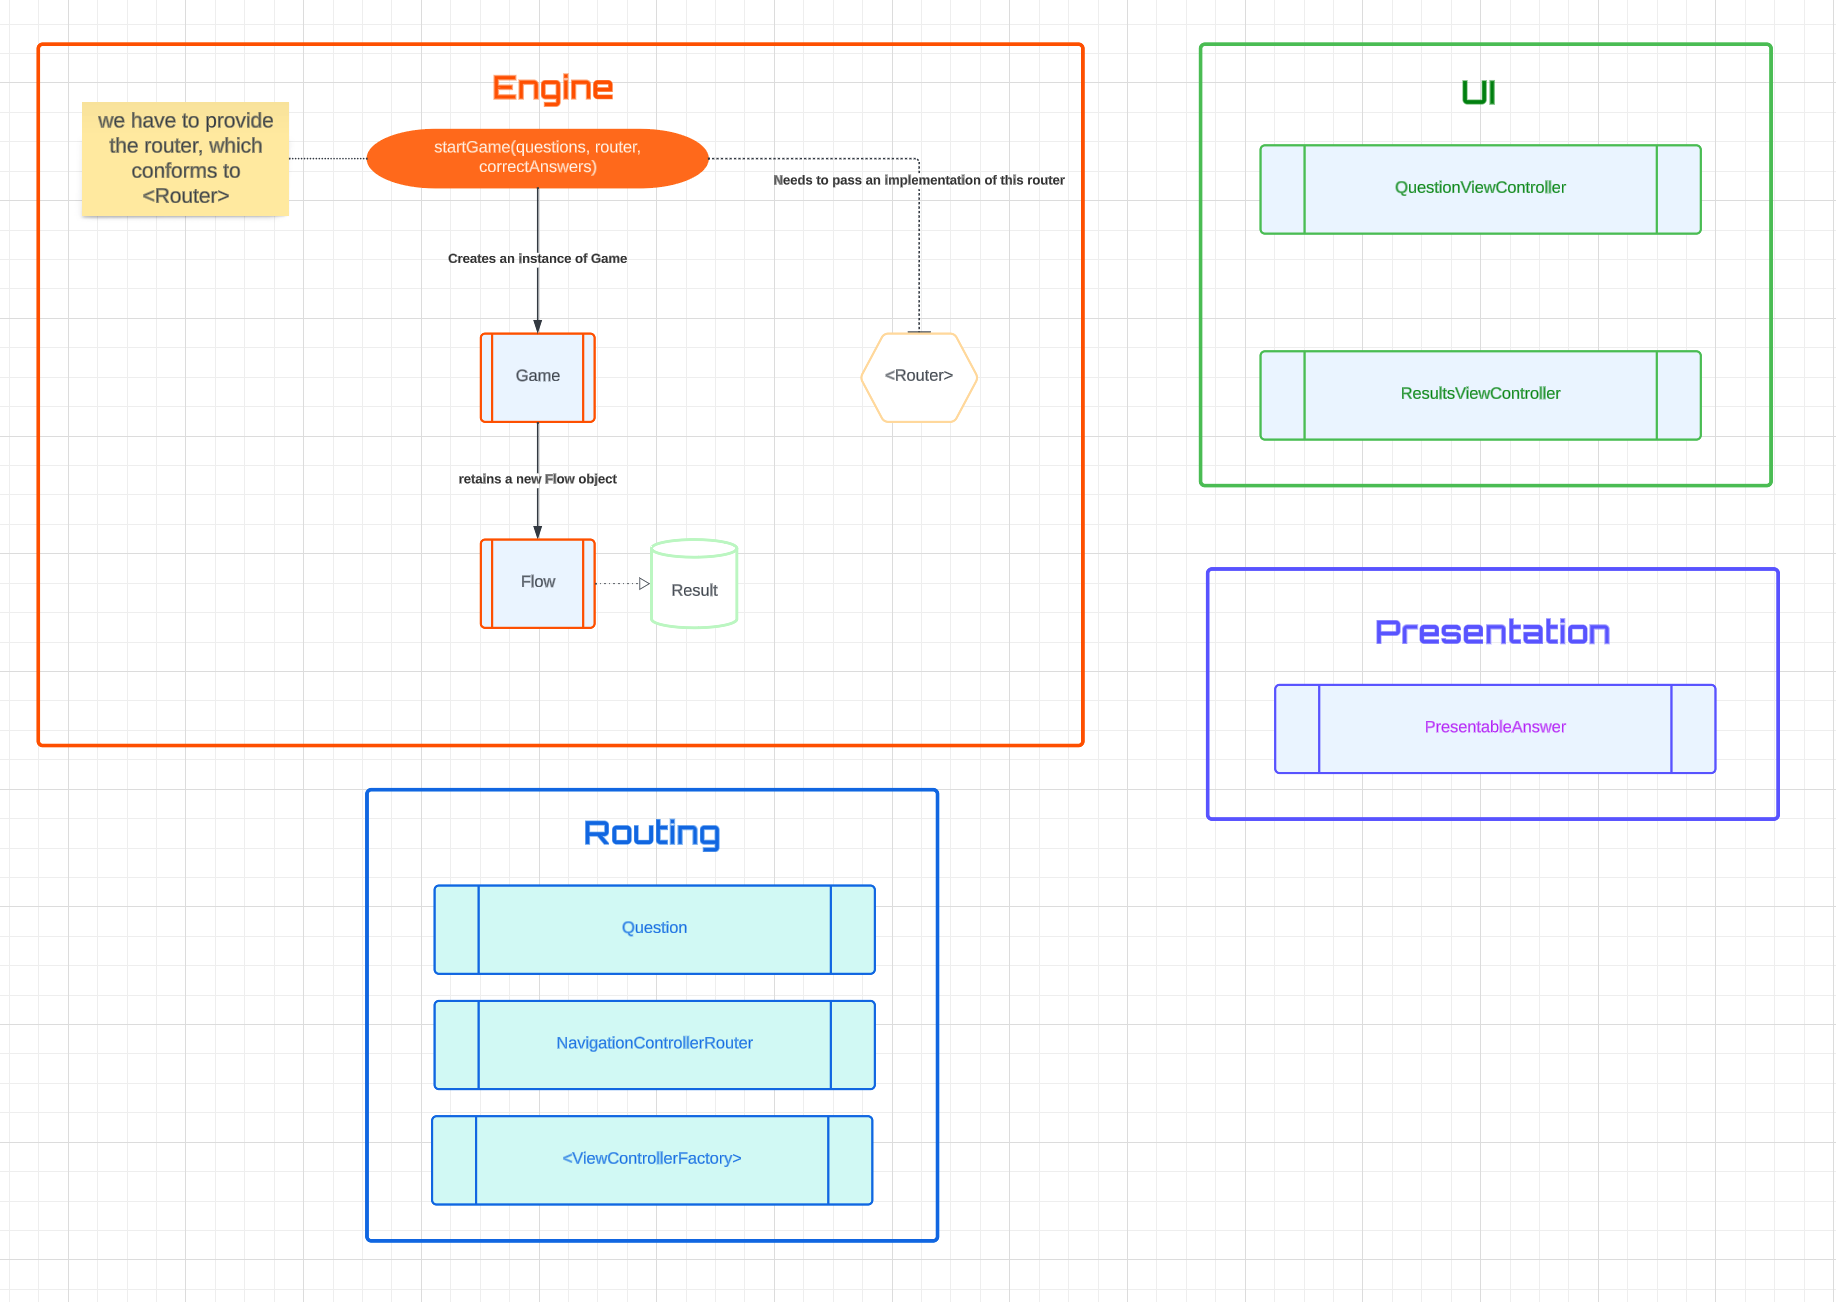 Engine
we have to provide
the router, which
conforms to
<Router>
startGame(questions, router,
correctAnswers)
Needs to pass an implementation of this router
Creates an instance of Game
Game
<Router>
retains a new Flow object
Flow
Result
UI
QuestionViewController
ResultsViewController
Presentation
PresentableAnswer
Routing
Question
NavigationControllerRouter
<ViewControllerFactory>